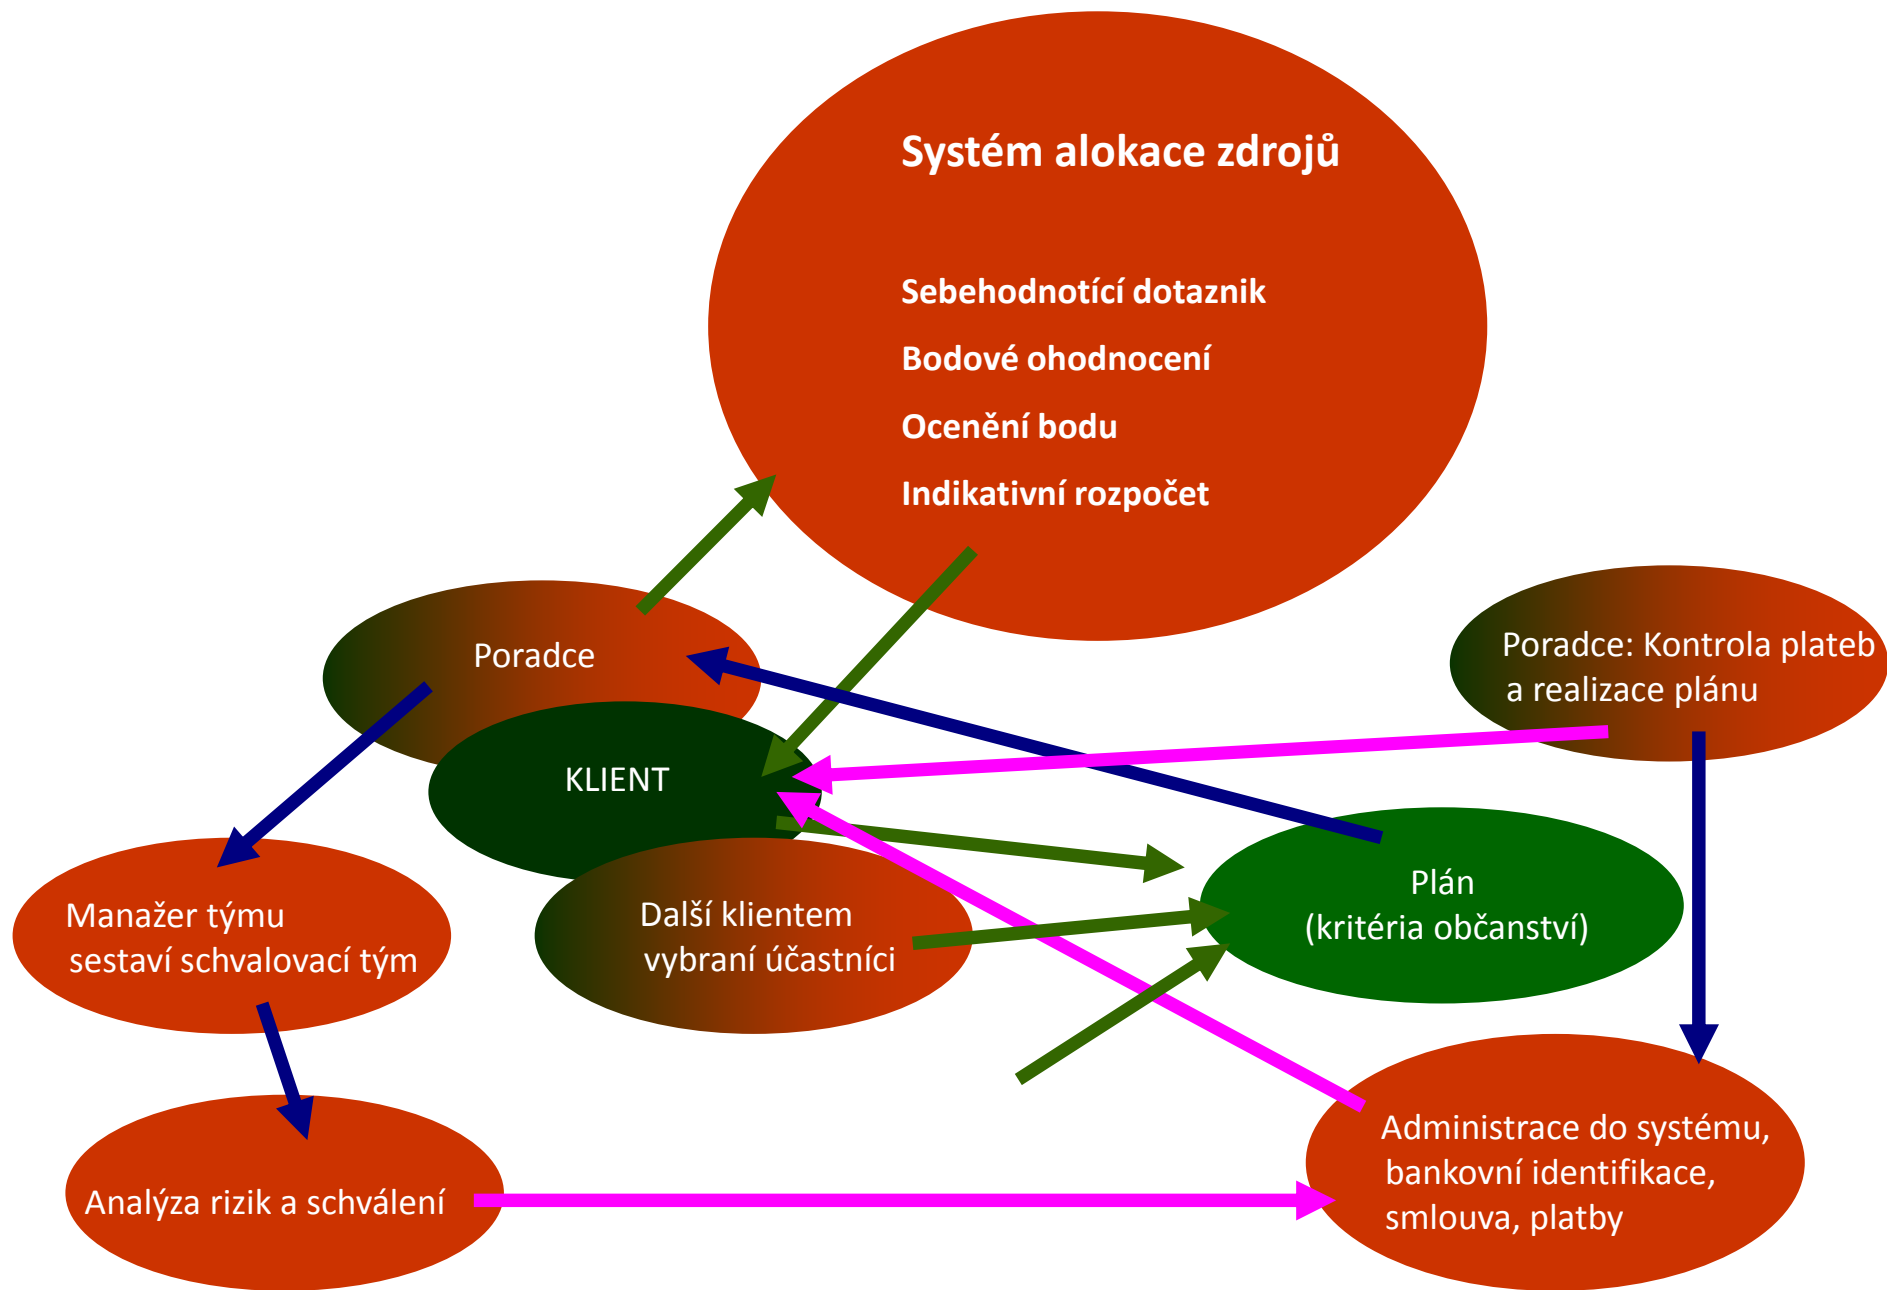 Systém alokace zdrojů
Sebehodnotící dotaznik
Bodové ohodnocení
Ocenění bodu
Indikativní rozpočet
Poradce
Poradce: Kontrola plateb
a realizace plánu
KLIENT
Plán
(kritéria občanství)
Manažer týmu
sestaví schvalovací tým
Další klientem
vybraní účastníci
Administrace do systému,
bankovní identifikace,
smlouva, platby
Analýza rizik a schválení